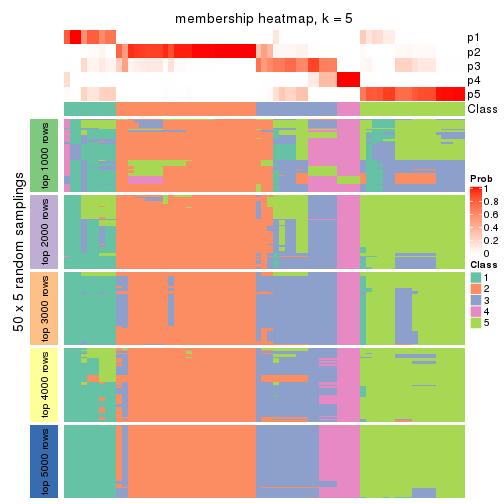 membership heatmap, k = 5
p1
p2
p3
p4
p5
Class
50 x 5 random samplings
top 1000 rows
top 2000 rows
top 3000 rows
top 4000 rows
top 5000 rows
Prob
1
0.8
0.6
0.4
0.2
0
Class
1
2
3
4
5